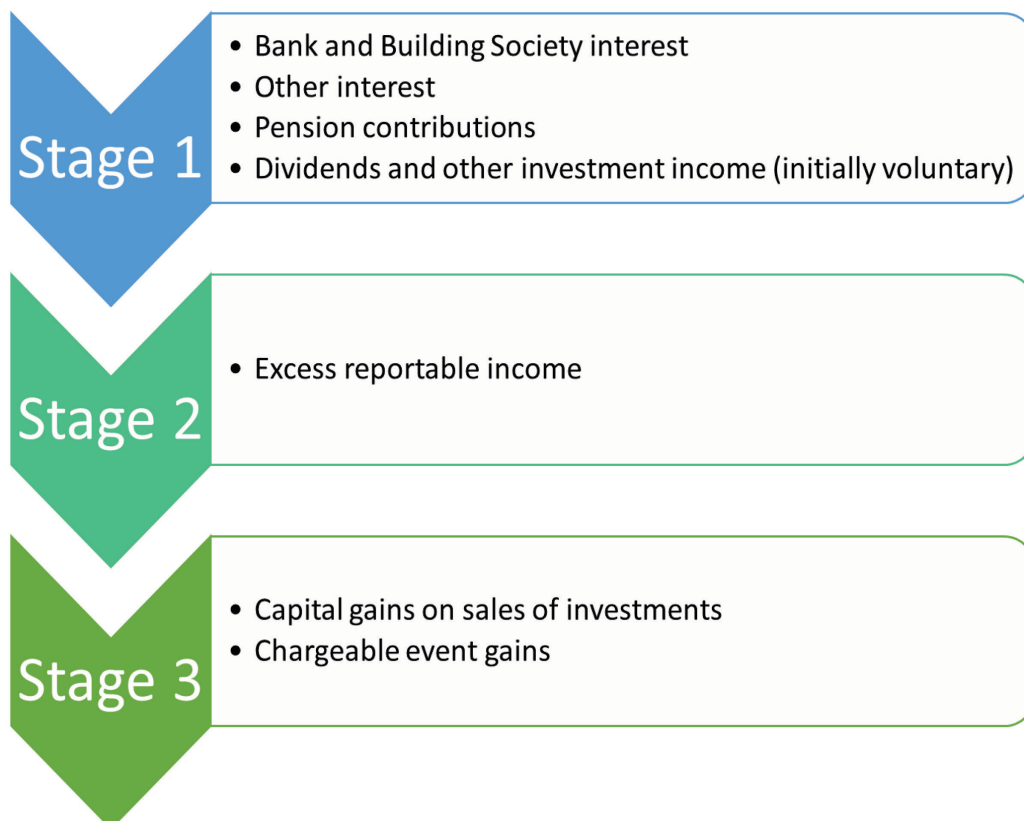 Stage 1
• Bank and Building Society interest
• Other interest
• Pension contributions
• Dividends and other investment income (initially voluntary)
Stage 2
• Excess reportable income
Stage 3
• Capital gains on sales of investments
• Chargeable event gains